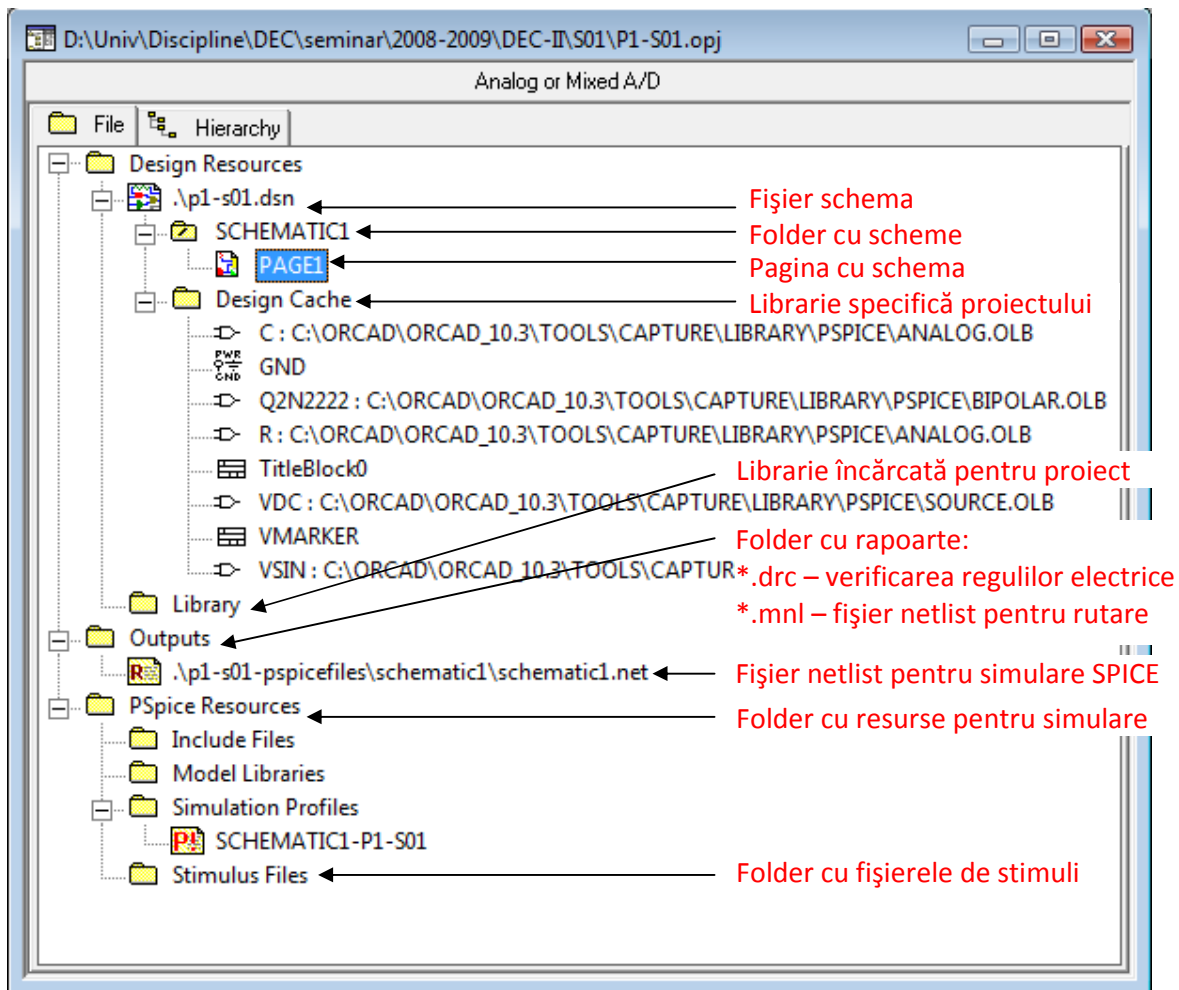 D:\Univ\Discipline\DEC\seminar\2008-2009\DEC-II\S01\P1-S01.opj
Analog or Mixed A/D
File Hierarchy
Design Resources
.\p1-s01.dsn Fişier schema
SCHEMATIC1 Folder cu scheme
PAGE1 Pagina cu schema
Design Cache Librarie specifică proiectului
C : C:\ORCAD\ORCAD_10.3\TOOLS\CAPTURE\LIBRARY\PSPICE\ANALOG.OLB
PWR GND GND
Q2N2222 : C:\ORCAD\ORCAD_10.3\TOOLS\CAPTURE\LIBRARY\PSPICE\BIPOLAR.OLB
R : C:\ORCAD\ORCAD_10.3\TOOLS\CAPTURE\LIBRARY\PSPICE\ANALOG.OLB
TitleBlock0 Librarie încărcată pentru proiect
VDC : C:\ORCAD\ORCAD_10.3\TOOLS\CAPTURE\LIBRARY\PSPICE\SOURCE.OLB
VMARKER Folder cu rapoarte:
VSIN : C:\ORCAD\ORCAD_10.3\TOOLS\CAPTUR *.drc – verificarea regulilor electrice
Library *.mnl – fişier netlist pentru rutare
Outputs
.\p1-s01-pspicefiles\schematic1\schematic1.net Fişier netlist pentru simulare SPICE
PSpice Resources Folder cu resurse pentru simulare
Include Files
Model Libraries
Simulation Profiles
SCHEMATIC1-P1-S01
Stimulus Files Folder cu fişierele de stimuli